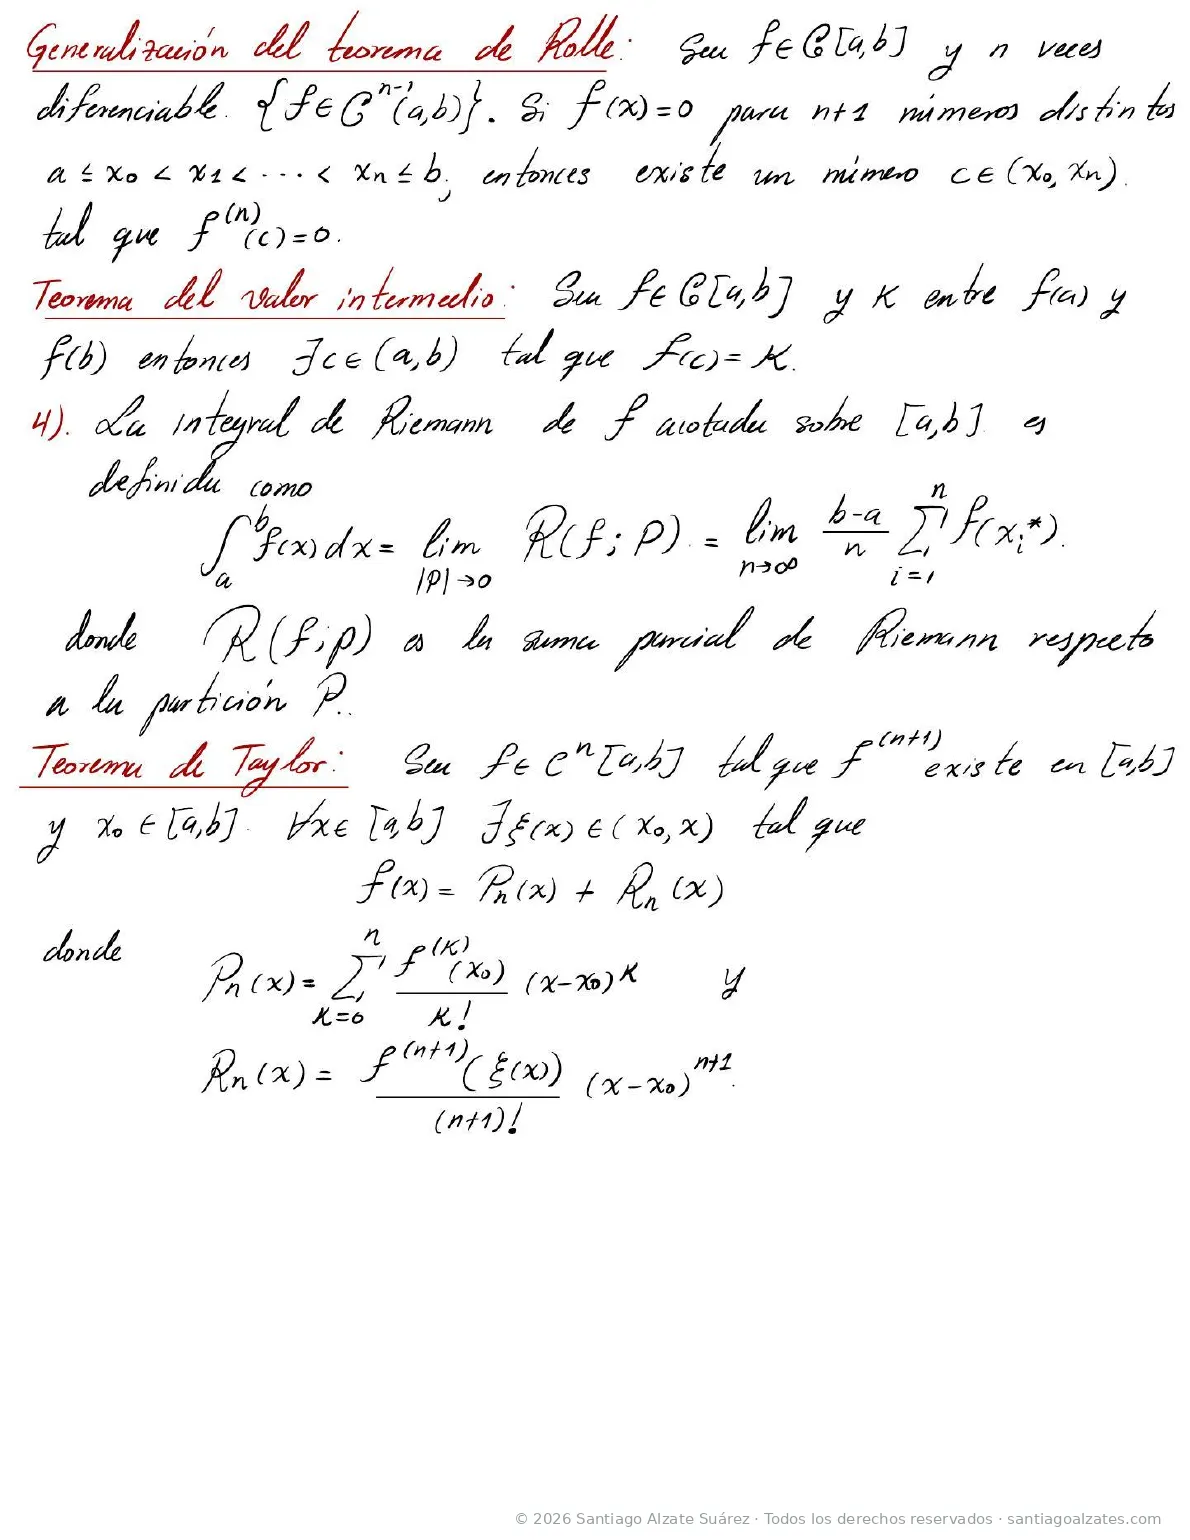 Generalización del teorema de Rolle: Sea f ∈ C[a,b] y n veces
diferenciable. {f ∈ C^{n-1}(a,b)}. Si f(x)=0 para n+1 números distintos
a ≤ x₀ < x₁ < ··· < xₙ ≤ b, entonces existe un número c ∈ (x₀, xₙ).
tal que f^{(n)}(c)=0.
Teorema del valor intermedio: Sea f ∈ C[a,b] y K entre f(a) y
f(b) entonces ∃c ∈ (a,b) tal que f(c)= K.
4). La integral de Riemann de f acotada sobre [a,b]. es
definida como
∫_a^b f(x)dx = lim_{|P|→0} R(f; P). = lim_{n→∞} \frac{b-a}{n} ∑_{i=1}^{n} f(x_i^*).
donde R(f;P) es la suma parcial de Riemann respecto
a la partición P..
Teorema de Taylor: Sea f ∈ C^n[a,b] tal que f^{(n+1)} existe en [a,b]
y x₀ ∈ [a,b]. ∀x ∈ [a,b] ∃ξ(x) ∈ (x₀,x) tal que
f(x) = Pₙ(x) + Rₙ(x)
donde Pₙ(x) = ∑_{K=0}^{n} \frac{f^{(K)}(x₀)}{K!} (x-x₀)^K y
Rₙ(x) = \frac{f^{(n+1)}(ξ(x))}{(n+1)!} (x-x₀)^{n+1}.
© 2026 Santiago Alzate Suárez · Todos los derechos reservados · santiagoalzates.com